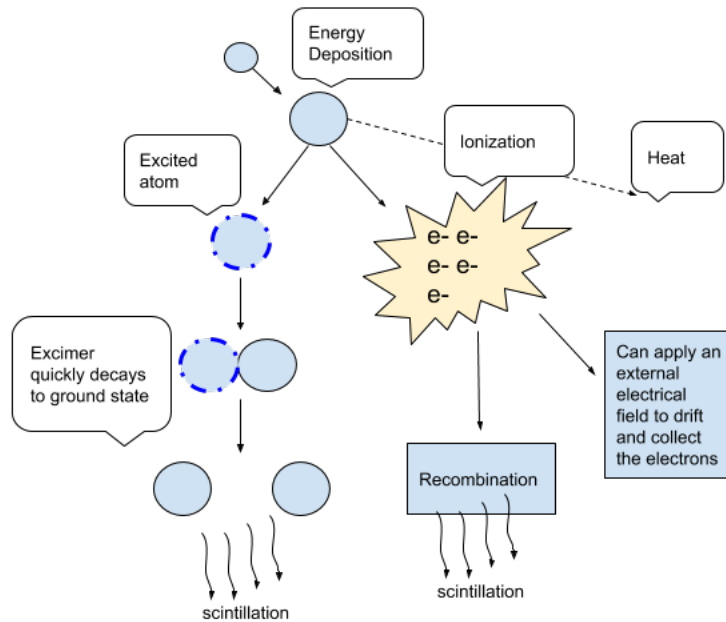 Energy
Deposition
Ionization
Heat
Excited
atom
e- e-
e- e-
e-
Excimer
quickly decays
to ground state
Can apply an
external
electrical
field to drift
and collect
the electrons
Recombination
scintillation
scintillation